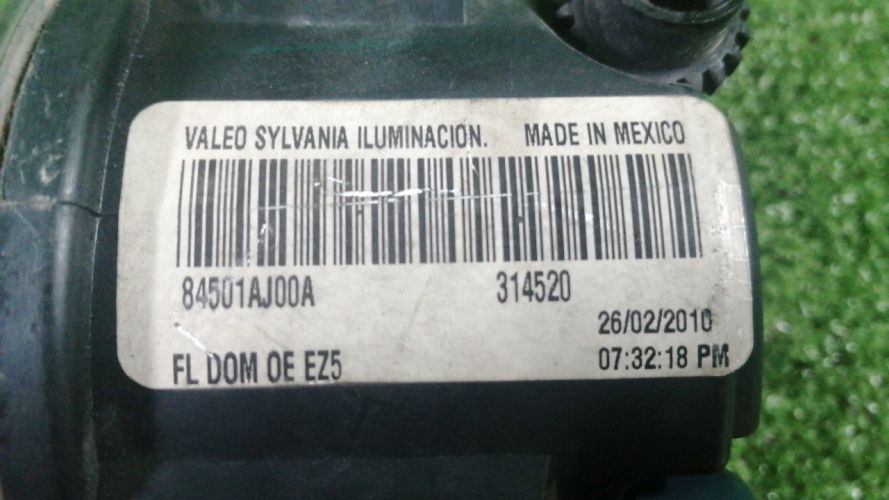 VALEO SYLVANIA ILUMINACION. MADE IN MEXICO
84501AJ00A 314520
26/02/2010
FL DOM OE EZ5 07:32:18 PM